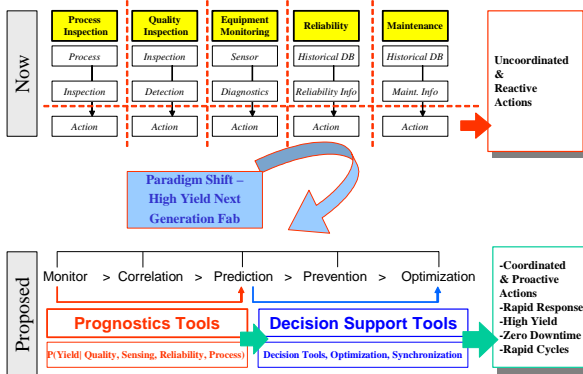 Now
Process
Inspection
Quality
Inspection
Equipment
Monitoring
Reliability
Maintenance
Process
Inspection
Sensor
Historical DB
Historical DB
Inspection
Detection
Diagnostics
Reliability Info
Maint. Info
Action
Action
Action
Action
Action
Uncoordinated
&
Reactive
Actions
Paradigm Shift –
High Yield Next
Generation Fab
Proposed
Monitor > Correlation > Prediction > Prevention > Optimization
Prognostics Tools
P(Yield| Quality, Sensing, Reliability, Process)
Decision Support Tools
Decision Tools, Optimization, Synchronization
-Coordinated
& Proactive
Actions
-Rapid Response
-High Yield
-Zero Downtime
-Rapid Cycles